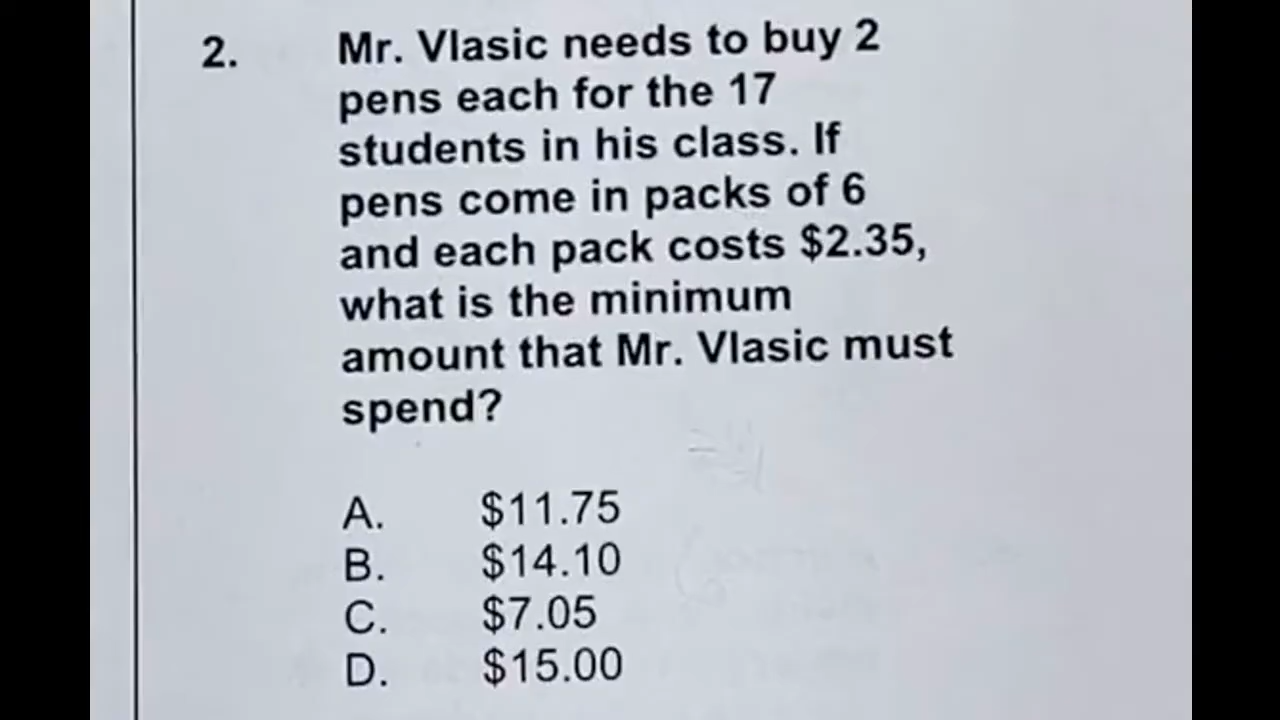 2. Mr. Vlasic needs to buy 2
pens each for the 17
students in his class. If
pens come in packs of 6
and each pack costs $2.35,
what is the minimum
amount that Mr. Vlasic must
spend?
A. $11.75
B. $14.10
C. $7.05
D. $15.00